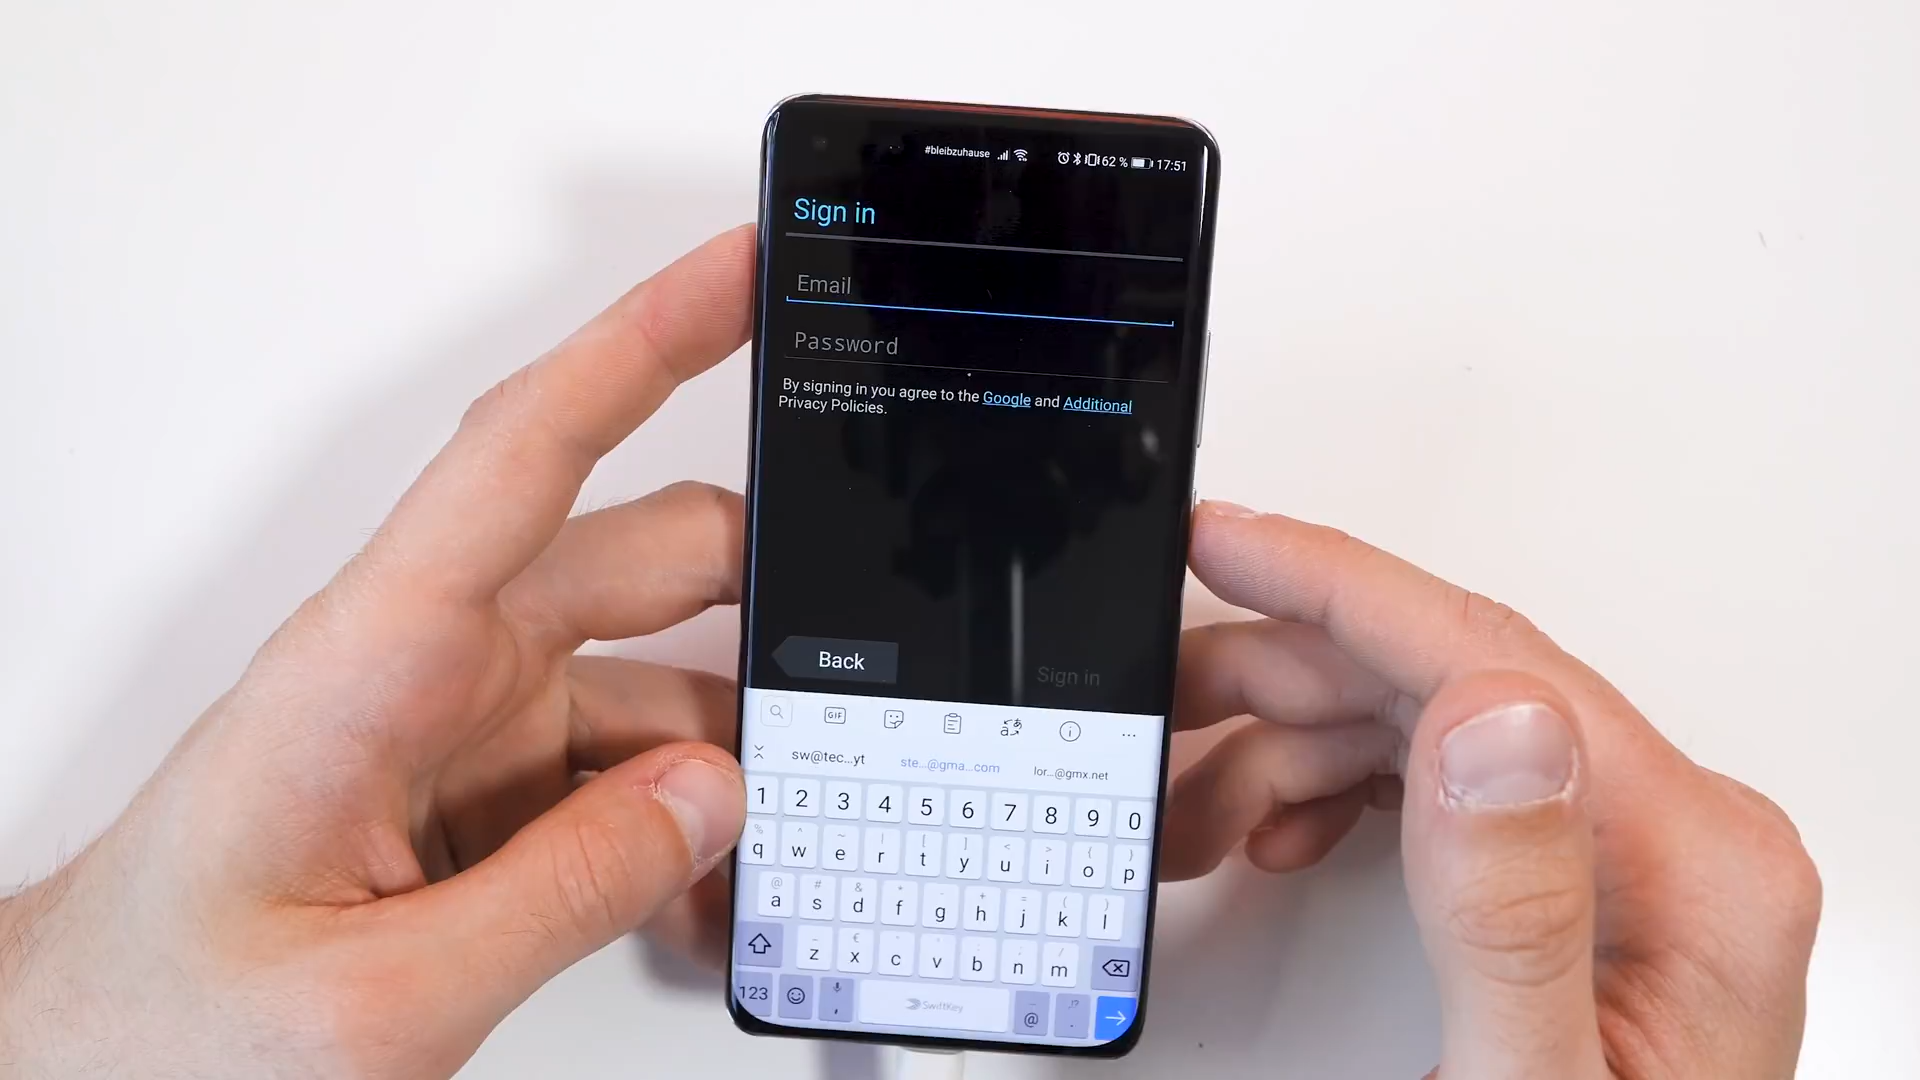 #bleibzuhause 62 % 17:51
Sign in
Email
Password
By signing in you agree to the Google and Additional
Privacy Policies.
Back Sign in
GIF
sw@tec...yt ste...@gma...com lor...@gmx.net
1 2 3 4 5 6 7 8 9 0
q w e r t y u i o p
a s d f g h j k l
z x c v b n m
123 , SwiftKey @ .